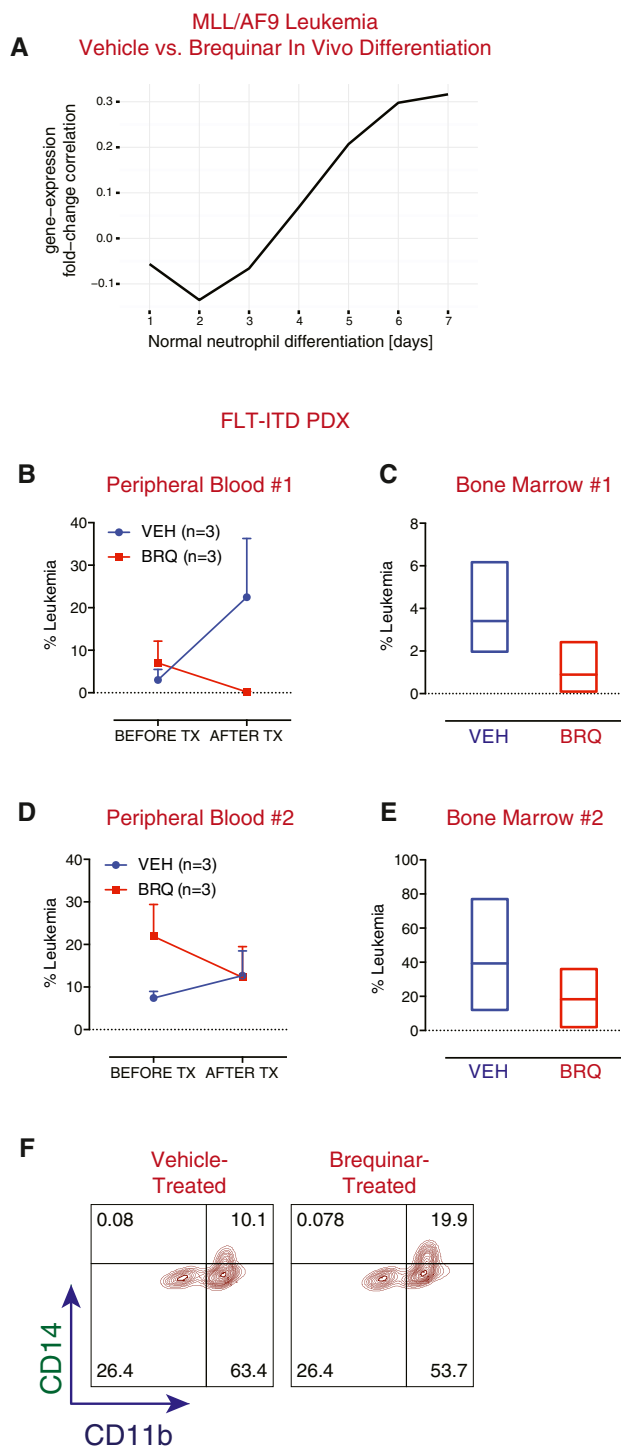 MLL/AF9 Leukemia
Vehicle vs. Brequinar In Vivo Differentiation
A
gene−expression
fold−change correlation
0.3
0.2
0.1
0.0
−0.1
1 2 3 4 5 6 7
Normal neutrophil differentiation [days]
FLT-ITD PDX
B
Peripheral Blood #1
% Leukemia
40
30
20
10
0
VEH (n=3)
BRQ (n=3)
BEFORE TX AFTER TX
C
Bone Marrow #1
% Leukemia
8
6
4
2
0
VEH BRQ
D
Peripheral Blood #2
% Leukemia
40
30
20
10
0
VEH (n=3)
BRQ (n=3)
BEFORE TX AFTER TX
E
Bone Marrow #2
% Leukemia
100
80
60
40
20
0
VEH BRQ
F
Vehicle-
Treated
0.08 10.1
26.4 63.4
Brequinar-
Treated
0.078 19.9
26.4 53.7
CD14
CD11b